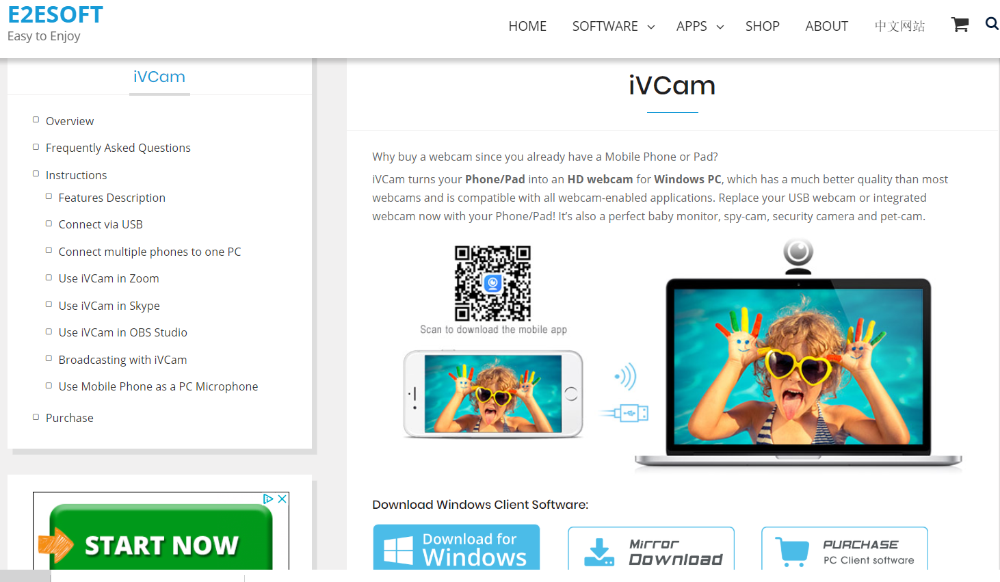 E2ESOFT
Easy to Enjoy
HOME SOFTWARE APPS SHOP ABOUT 中文网站
iVCam
Overview
Frequently Asked Questions
Instructions
Features Description
Connect via USB
Connect multiple phones to one PC
Use iVCam in Zoom
Use iVCam in Skype
Use iVCam in OBS Studio
Broadcasting with iVCam
Use Mobile Phone as a PC Microphone
Purchase
START NOW
iVCam
Why buy a webcam since you already have a Mobile Phone or Pad?
iVCam turns your Phone/Pad into an HD webcam for Windows PC, which has a much better quality than most
webcams and is compatible with all webcam-enabled applications. Replace your USB webcam or integrated
webcam now with your Phone/Pad! It’s also a perfect baby monitor, spy-cam, security camera and pet-cam.
Scan to download the mobile app
Download Windows Client Software:
Download for
Windows
Mirror
Download
PURCHASE
PC Client software